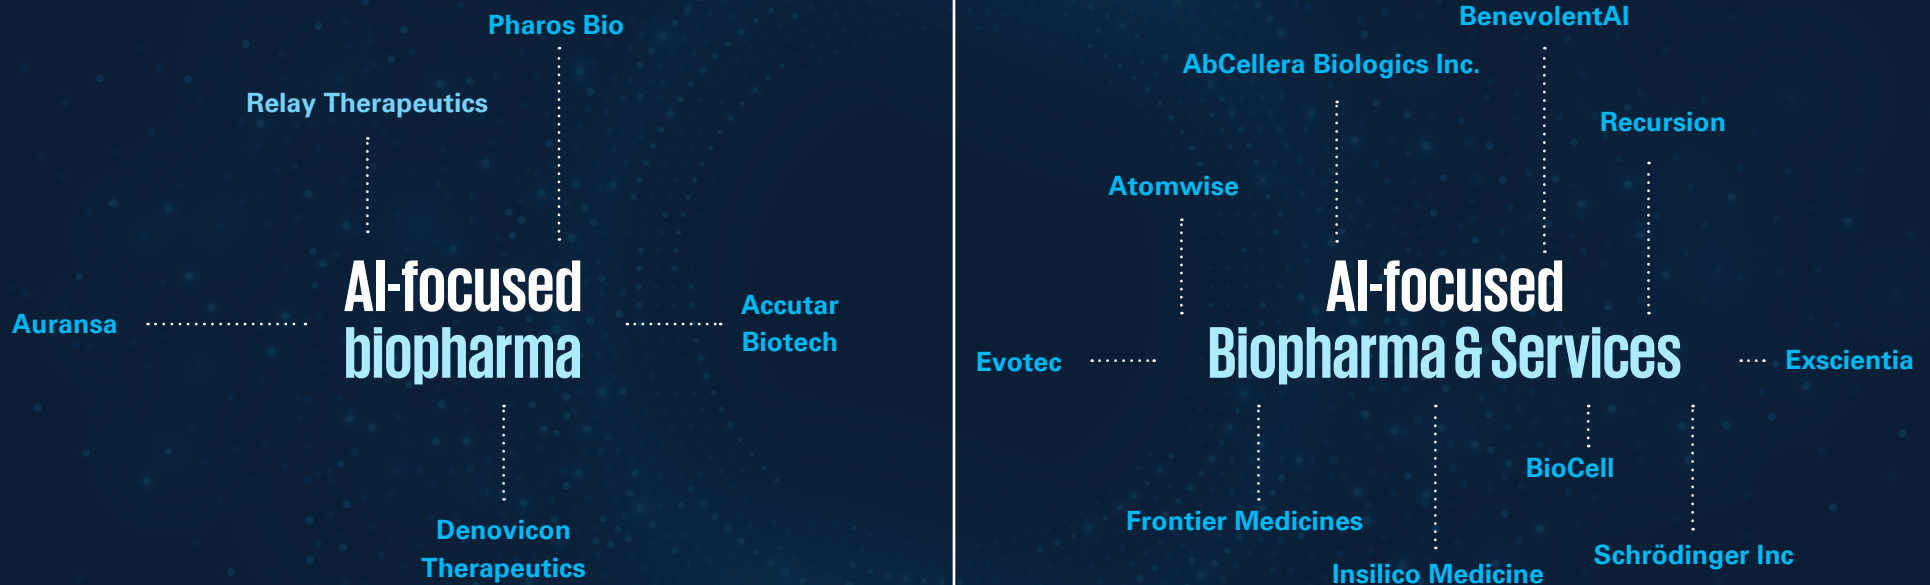 Pharos Bio
Relay Therapeutics
AI-focused
biopharma
Auransa
Accutar
Biotech
Denovicon
Therapeutics
BenevolentAI
AbCellera Biologics Inc.
Recursion
Atomwise
AI-focused
Biopharma & Services
Evotec
Exscientia
BioCell
Frontier Medicines
Schrödinger Inc
Insilico Medicine